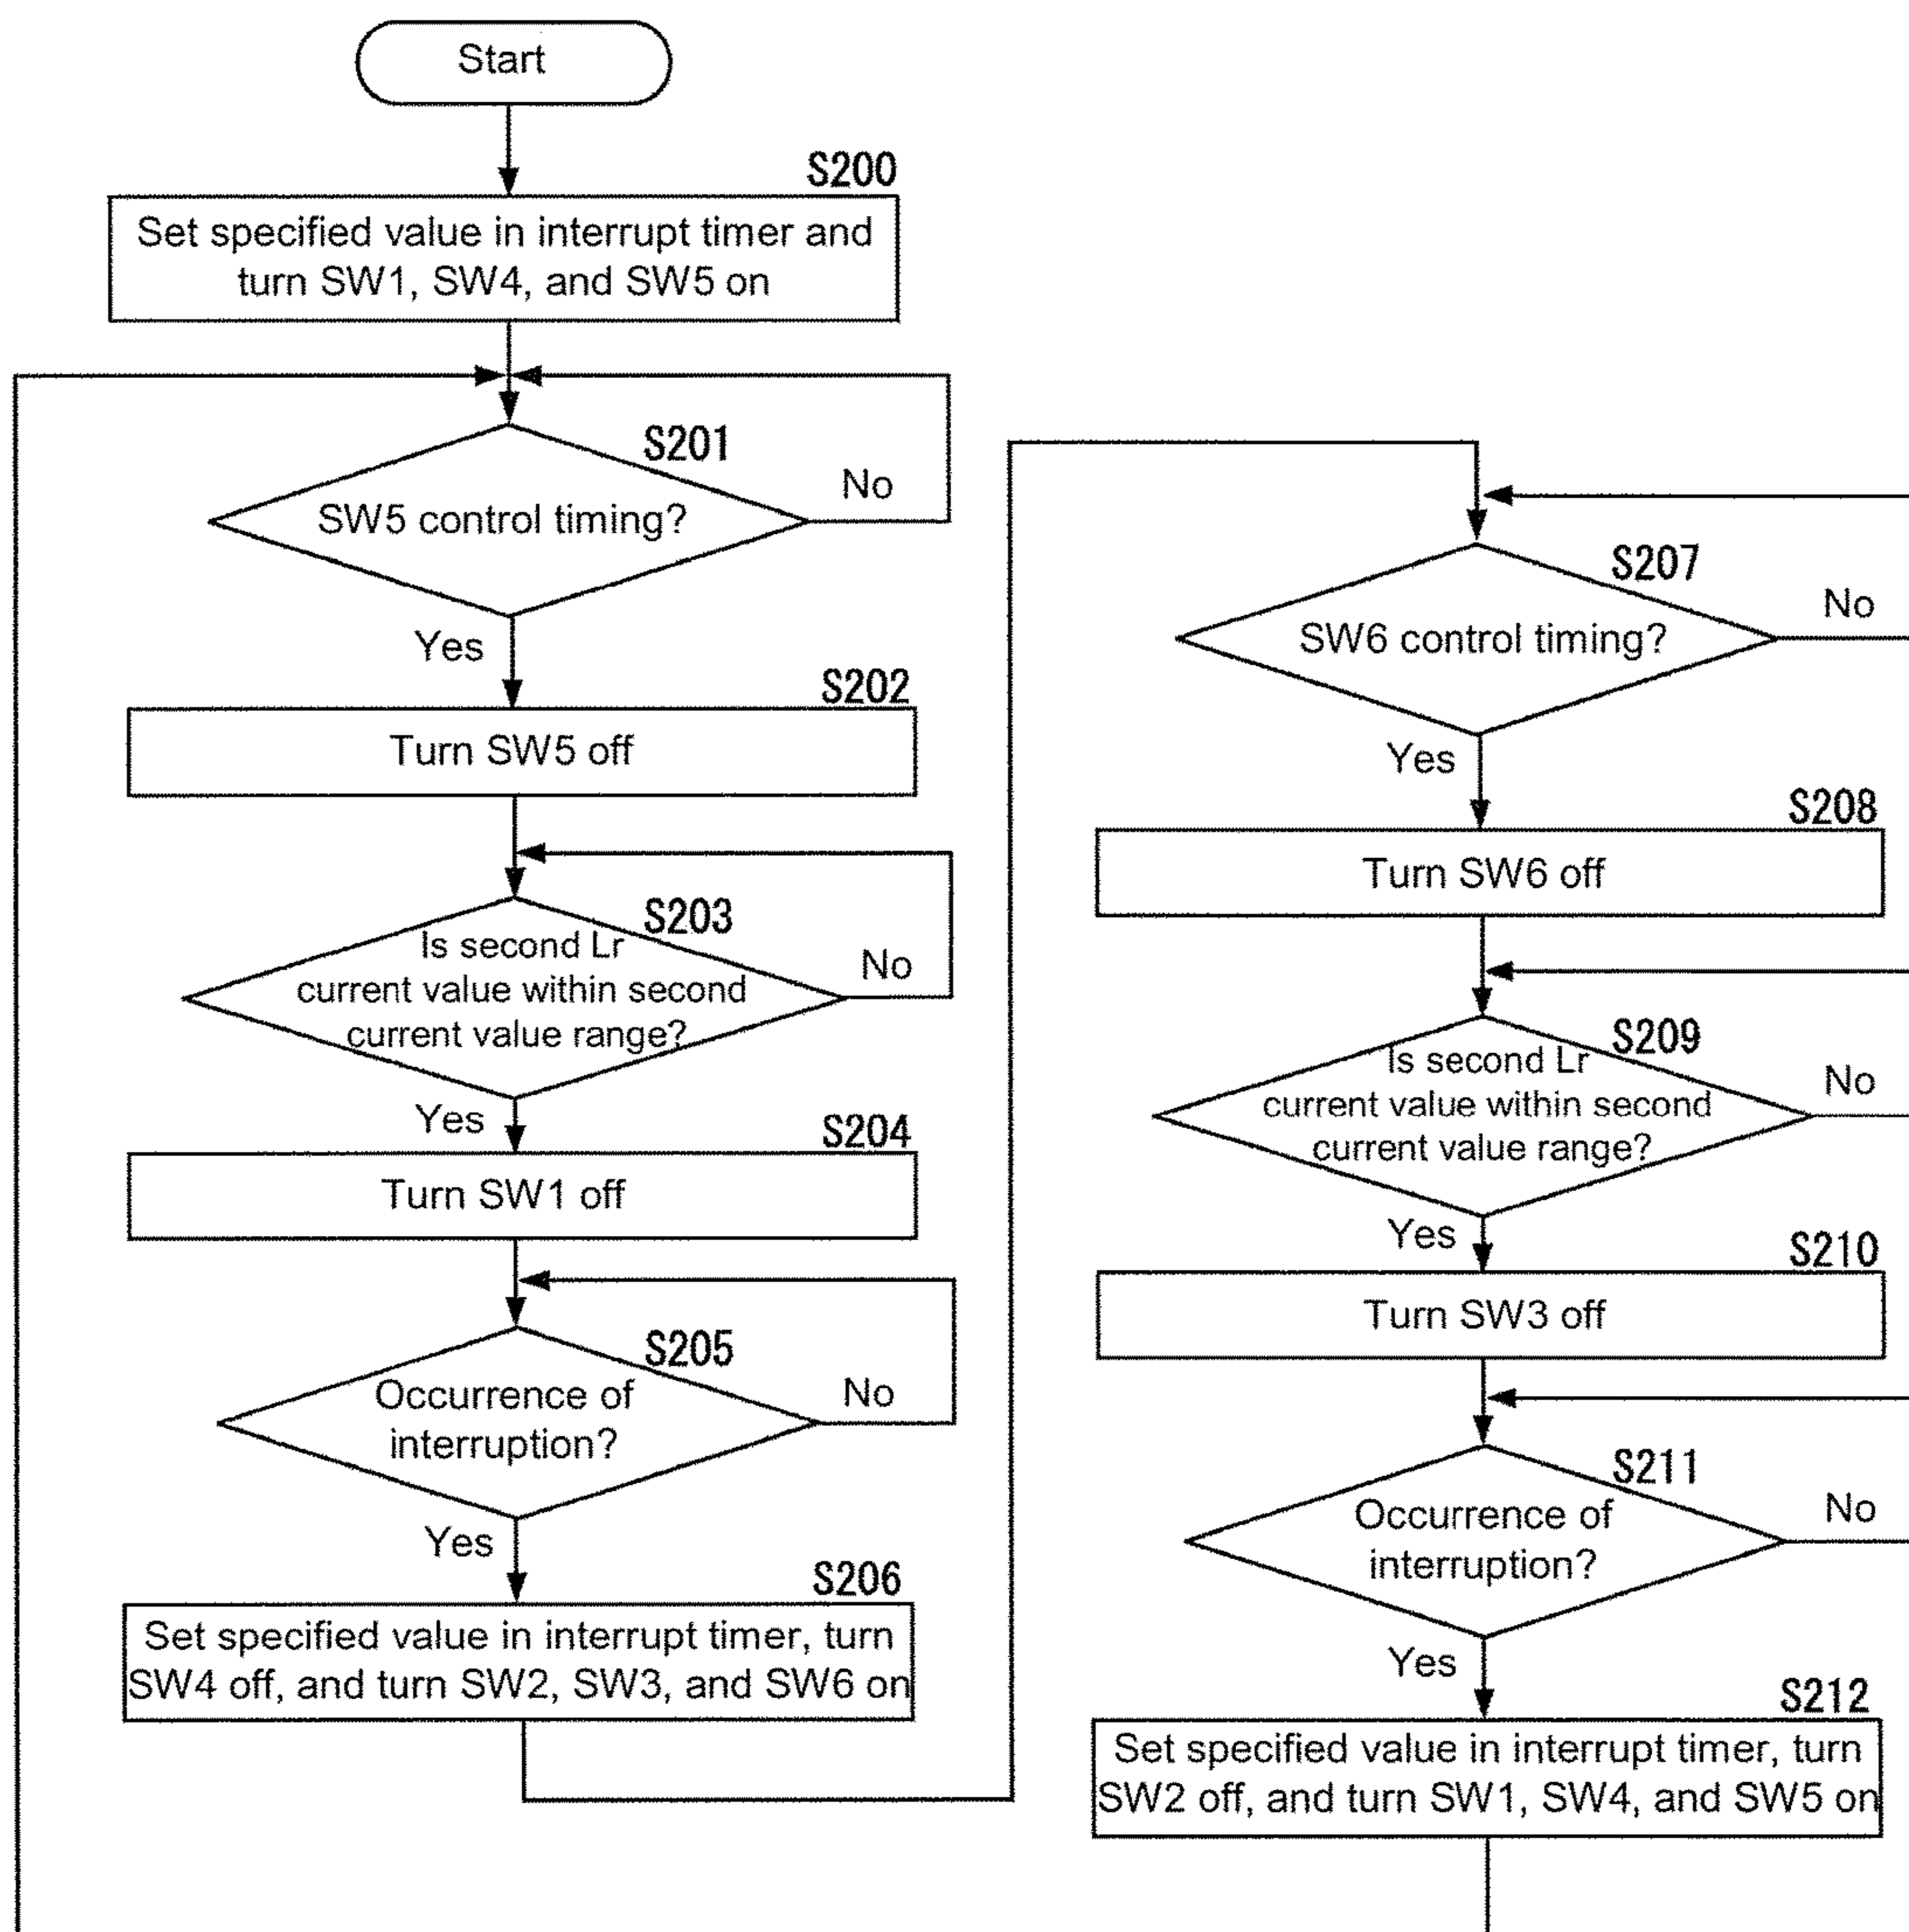 Start
S200
Set specified value in interrupt timer and
turn SW1, SW4, and SW5 on
S201
SW5 control timing?
No
Yes
S202
Turn SW5 off
S203
Is second Lr
current value within second
current value range?
No
Yes
S204
Turn SW1 off
S205
Occurrence of
interruption?
No
Yes
S206
Set specified value in interrupt timer, turn
SW4 off, and turn SW2, SW3, and SW6 on
S207
SW6 control timing?
No
Yes
S208
Turn SW6 off
S209
Is second Lr
current value within second
current value range?
No
Yes
S210
Turn SW3 off
S211
Occurrence of
interruption?
No
Yes
S212
Set specified value in interrupt timer, turn
SW2 off, and turn SW1, SW4, and SW5 on